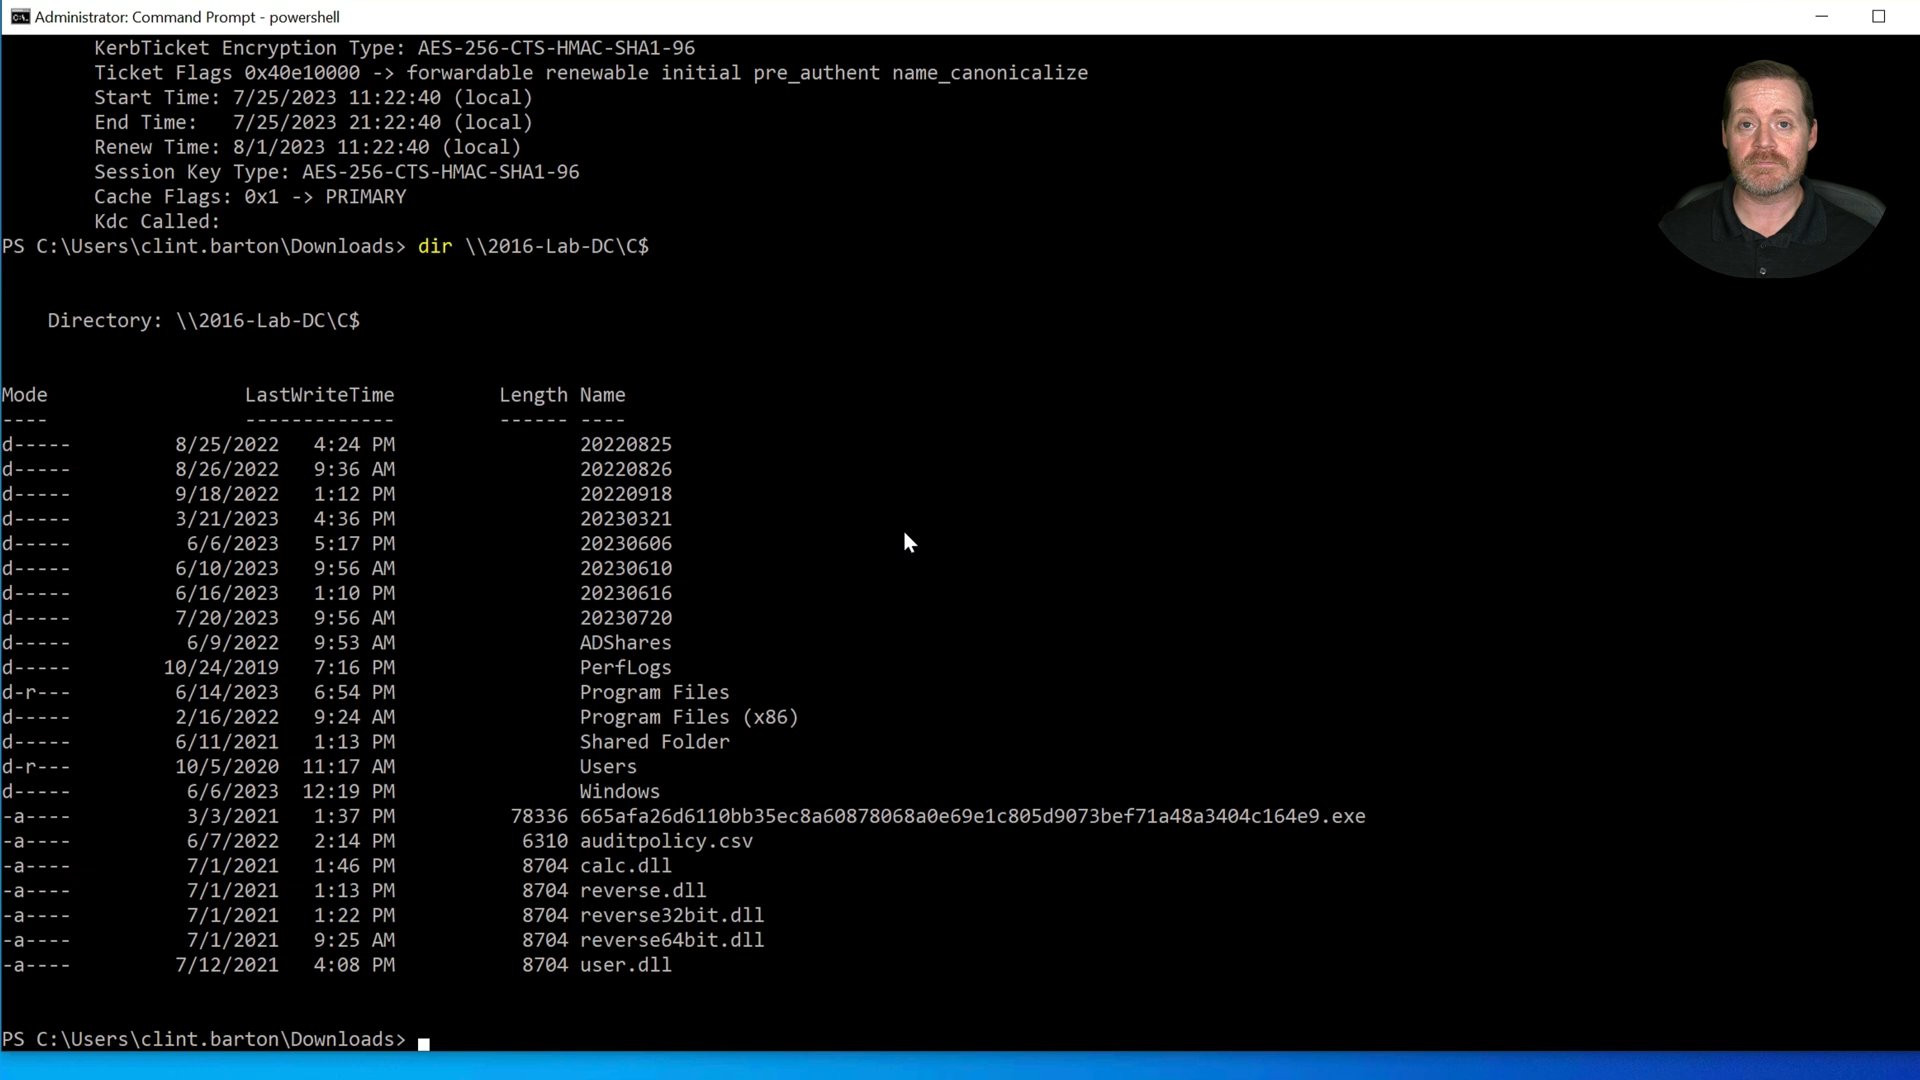 Administrator: Command Prompt - powershell
KerbTicket Encryption Type: AES-256-CTS-HMAC-SHA1-96
Ticket Flags 0x40e10000 -> forwardable renewable initial pre_authent name_canonicalize
Start Time: 7/25/2023 11:22:40 (local)
End Time:   7/25/2023 21:22:40 (local)
Renew Time: 8/1/2023 11:22:40 (local)
Session Key Type: AES-256-CTS-HMAC-SHA1-96
Cache Flags: 0x1 -> PRIMARY
Kdc Called:
PS C:\Users\clint.barton\Downloads> dir \\2016-Lab-DC\C$
Directory: \\2016-Lab-DC\C$
Mode LastWriteTime Length Name
---- ------------- ------ ----
d----- 8/25/2022 4:24 PM 20220825
d----- 8/26/2022 9:36 AM 20220826
d----- 9/18/2022 1:12 PM 20220918
d----- 3/21/2023 4:36 PM 20230321
d----- 6/6/2023 5:17 PM 20230606
d----- 6/10/2023 9:56 AM 20230610
d----- 6/16/2023 1:10 PM 20230616
d----- 7/20/2023 9:56 AM 20230720
d----- 6/9/2022 9:53 AM ADShares
d----- 10/24/2019 7:16 PM PerfLogs
d-r--- 6/14/2023 6:54 PM Program Files
d----- 2/16/2022 9:24 AM Program Files (x86)
d----- 6/11/2021 1:13 PM Shared Folder
d-r--- 10/5/2020 11:17 AM Users
d----- 6/6/2023 12:19 PM Windows
-a---- 3/3/2021 1:37 PM 78336 665afa26d6110bb35ec8a60878068a0e69e1c805d9073bef71a48a3404c164e9.exe
-a---- 6/7/2022 2:14 PM 6310 auditpolicy.csv
-a---- 7/1/2021 1:46 PM 8704 calc.dll
-a---- 7/1/2021 1:13 PM 8704 reverse.dll
-a---- 7/1/2021 1:22 PM 8704 reverse32bit.dll
-a---- 7/1/2021 9:25 AM 8704 reverse64bit.dll
-a---- 7/12/2021 4:08 PM 8704 user.dll
PS C:\Users\clint.barton\Downloads>